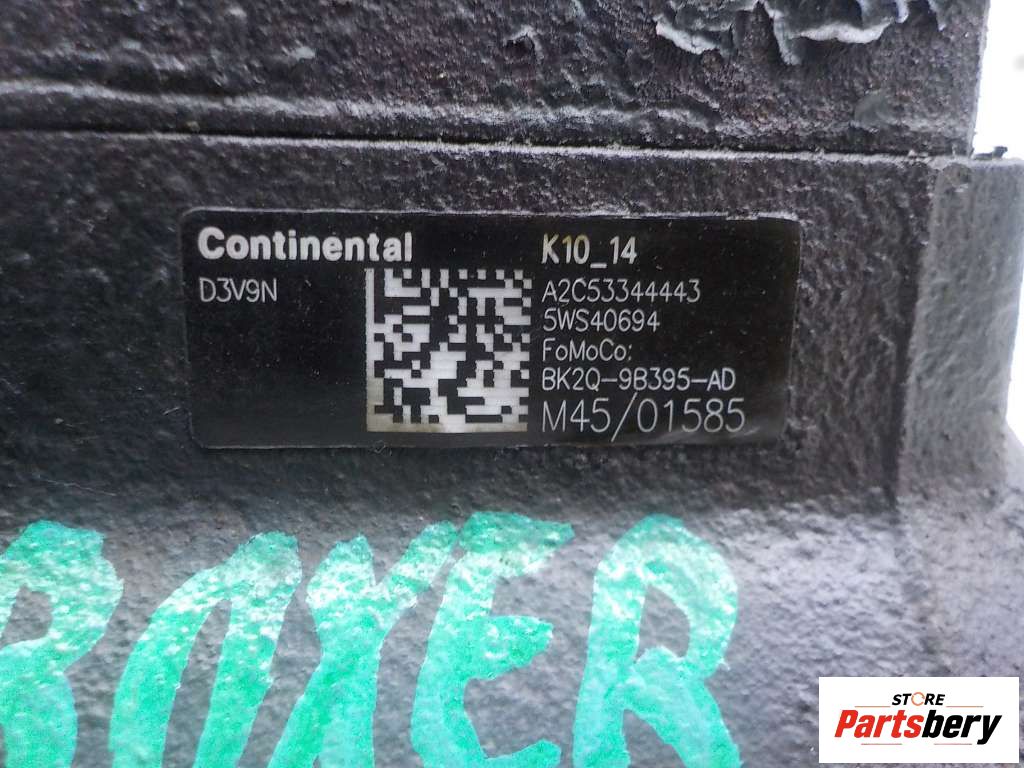 Continental
D3V9N
K10_14
A2C53344443
5WS40694
FoMoCo:
BK2Q-9B395-AD
M45/01585
BOXER
STORE
Partsbery